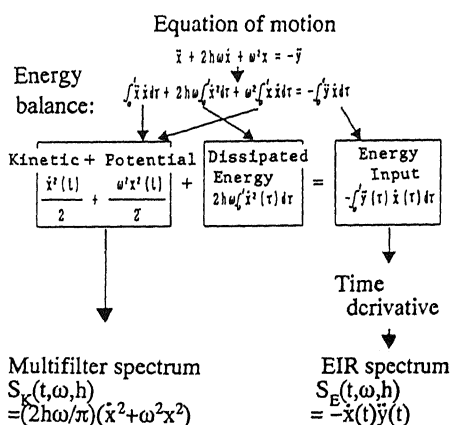 Equation of motion
ẍ + 2hωẋ + ω²x = -ÿ
Energy
balance:
∫₀ᵗẍẋdτ + 2hω∫₀ᵗẋ²dτ + ω²∫₀ᵗxẋdτ = -∫₀ᵗÿẋdτ
Kinetic + Potential
ẋ²(t)/2 + ω²x²(t)/2
+
Dissipated
Energy
2hω∫₀ᵗẋ²(τ)dτ
=
Energy
Input
-∫₀ᵗÿ(τ)ẋ(τ)dτ
Time
derivative
Multifilter spectrum
S_K(t,ω,h)
=(2hω/π)(ẋ²+ω²x²)
EIR spectrum
S_E(t,ω,h)
= -ẋ(t)ÿ(t)